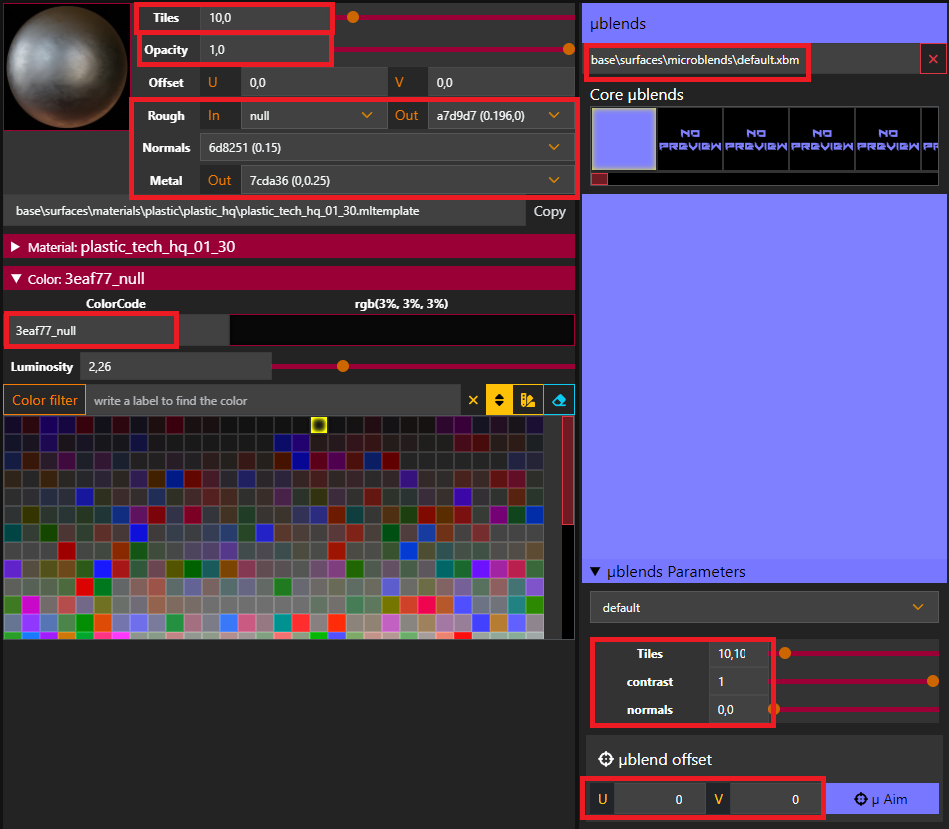 Tiles 10,0
Opacity 1,0
Offset U 0,0 V 0,0
Rough In null Out a7d9d7 (0.196,0)
Normals 6d8251 (0.15)
Metal Out 7cda36 (0,0.25)
base\surfaces\materials\plastic\plastic_hq\plastic_tech_hq_01_30.mltemplate Copy
Material: plastic_tech_hq_01_30
Color: 3eaf77_null
ColorCode rgb(3%, 3%, 3%)
3eaf77_null
Luminosity 2,26
Color filter write a label to find the color
µblends
base\surfaces\microblends\default.xbm
Core µblends
NO PREVIEW NO PREVIEW NO PREVIEW NO PREVIEW
µblends Parameters
default
Tiles 10,10
contrast 1
normals 0,0
µblend offset
U 0 V 0 µ Aim